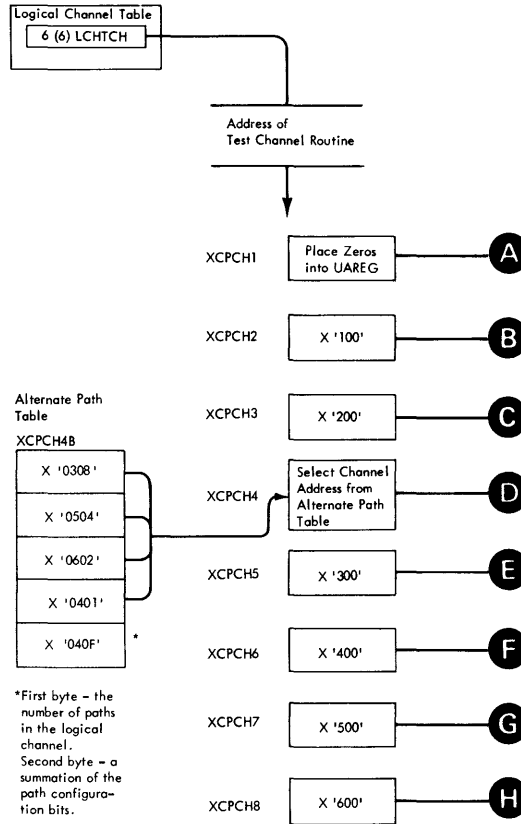 Logical Channel Table
6 (6) LCHTCH
Address of
Test Channel Routine
XCPCH1
Place Zeros
into UAREG
A
XCPCH2
X '100'
B
XCPCH3
X '200'
C
Alternate Path
Table
XCPCH4B
X '0308'
X '0504'
X '0602'
X '0401'
X '040F' *
XCPCH4
Select Channel
Address from
Alternate Path
Table
D
XCPCH5
X '300'
E
XCPCH6
X '400'
F
XCPCH7
X '500'
G
XCPCH8
X '600'
H
*First byte – the
number of paths
in the logical
channel.
Second byte – a
summation of the
path configura-
tion bits.